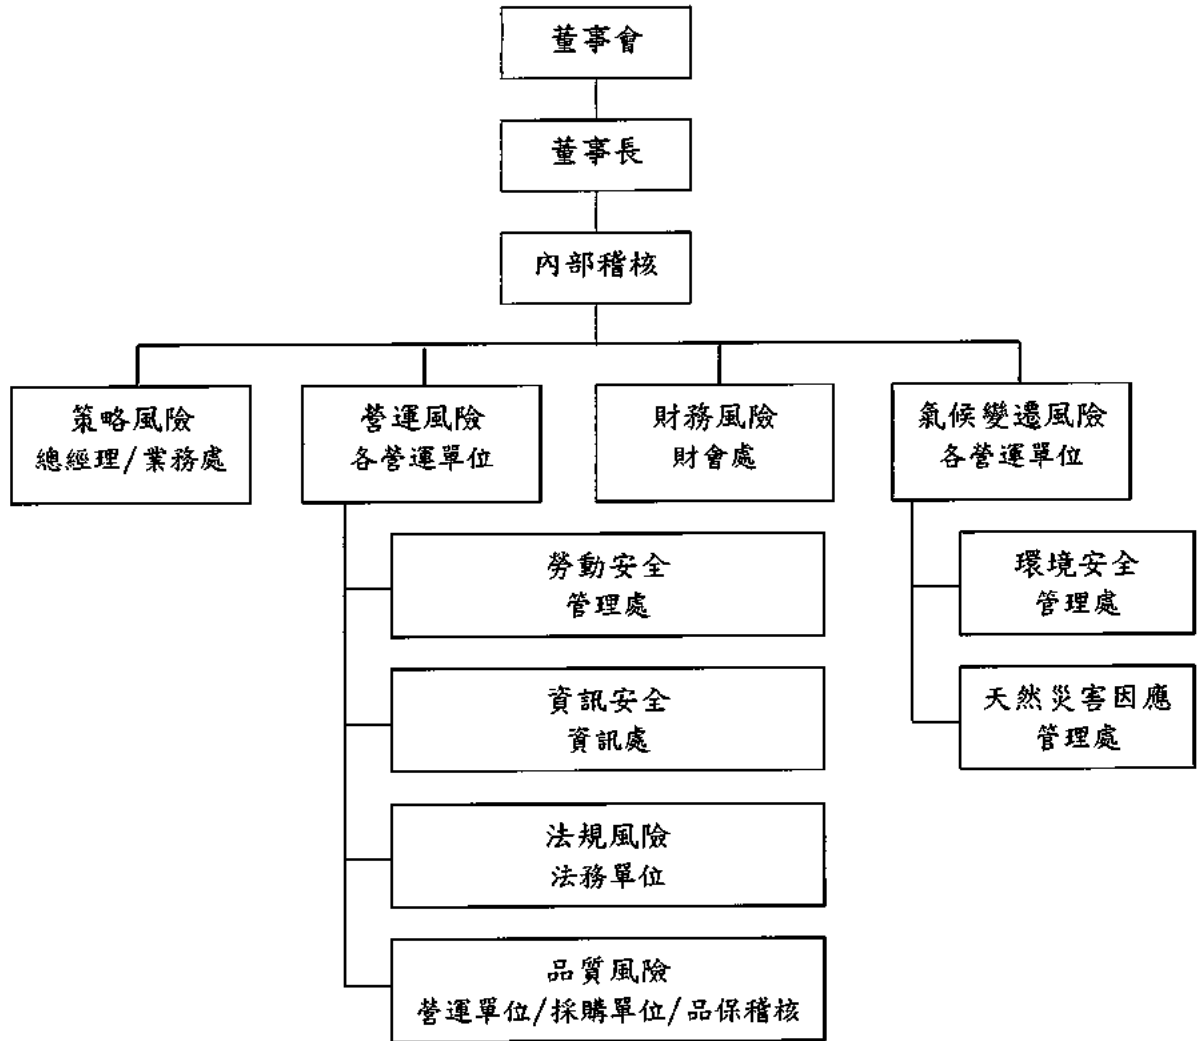 董事會
董事長
內部稽核
策略風險
總經理/業務處
營運風險
各營運單位
財務風險
財會處
氣候變遷風險
各營運單位
勞動安全
管理處
資訊安全
資訊處
法規風險
法務單位
品質風險
營運單位/採購單位/品保稽核
環境安全
管理處
天然災害因應
管理處